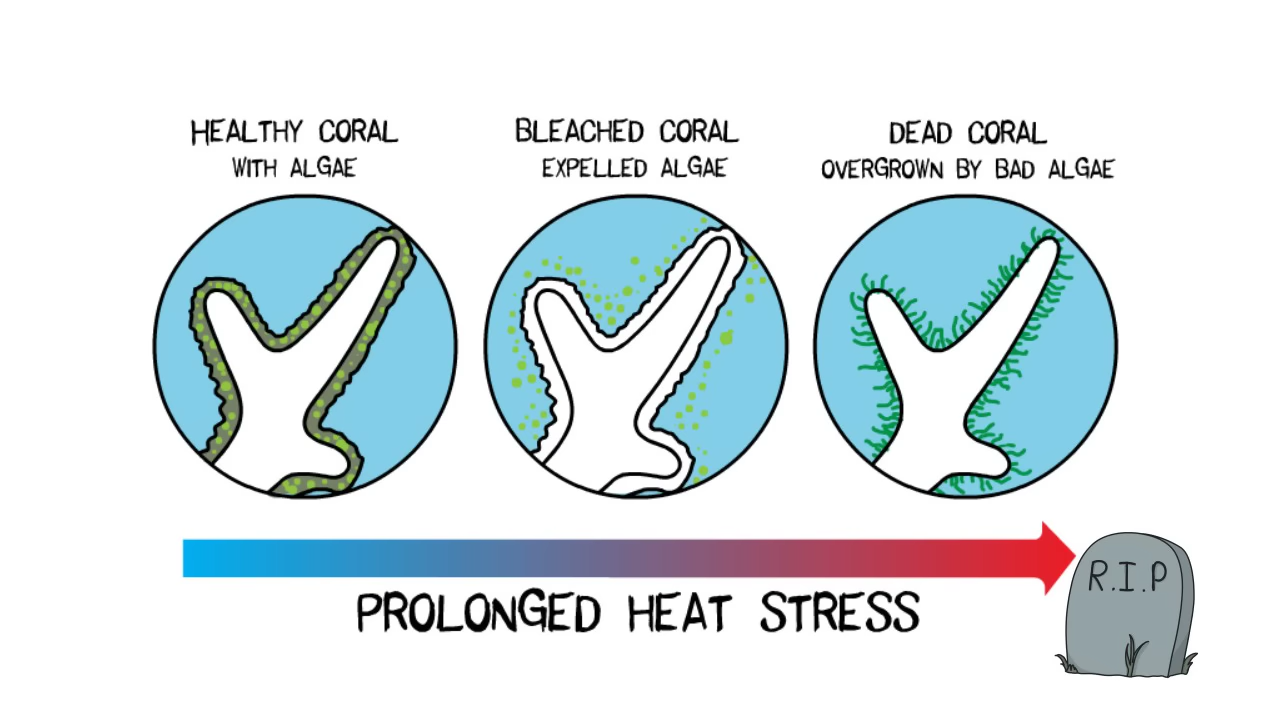 HEALTHY CORAL
WITH ALGAE
BLEACHED CORAL
EXPELLED ALGAE
DEAD CORAL
OVERGROWN BY BAD ALGAE
PROLONGED HEAT STRESS
R.I.P